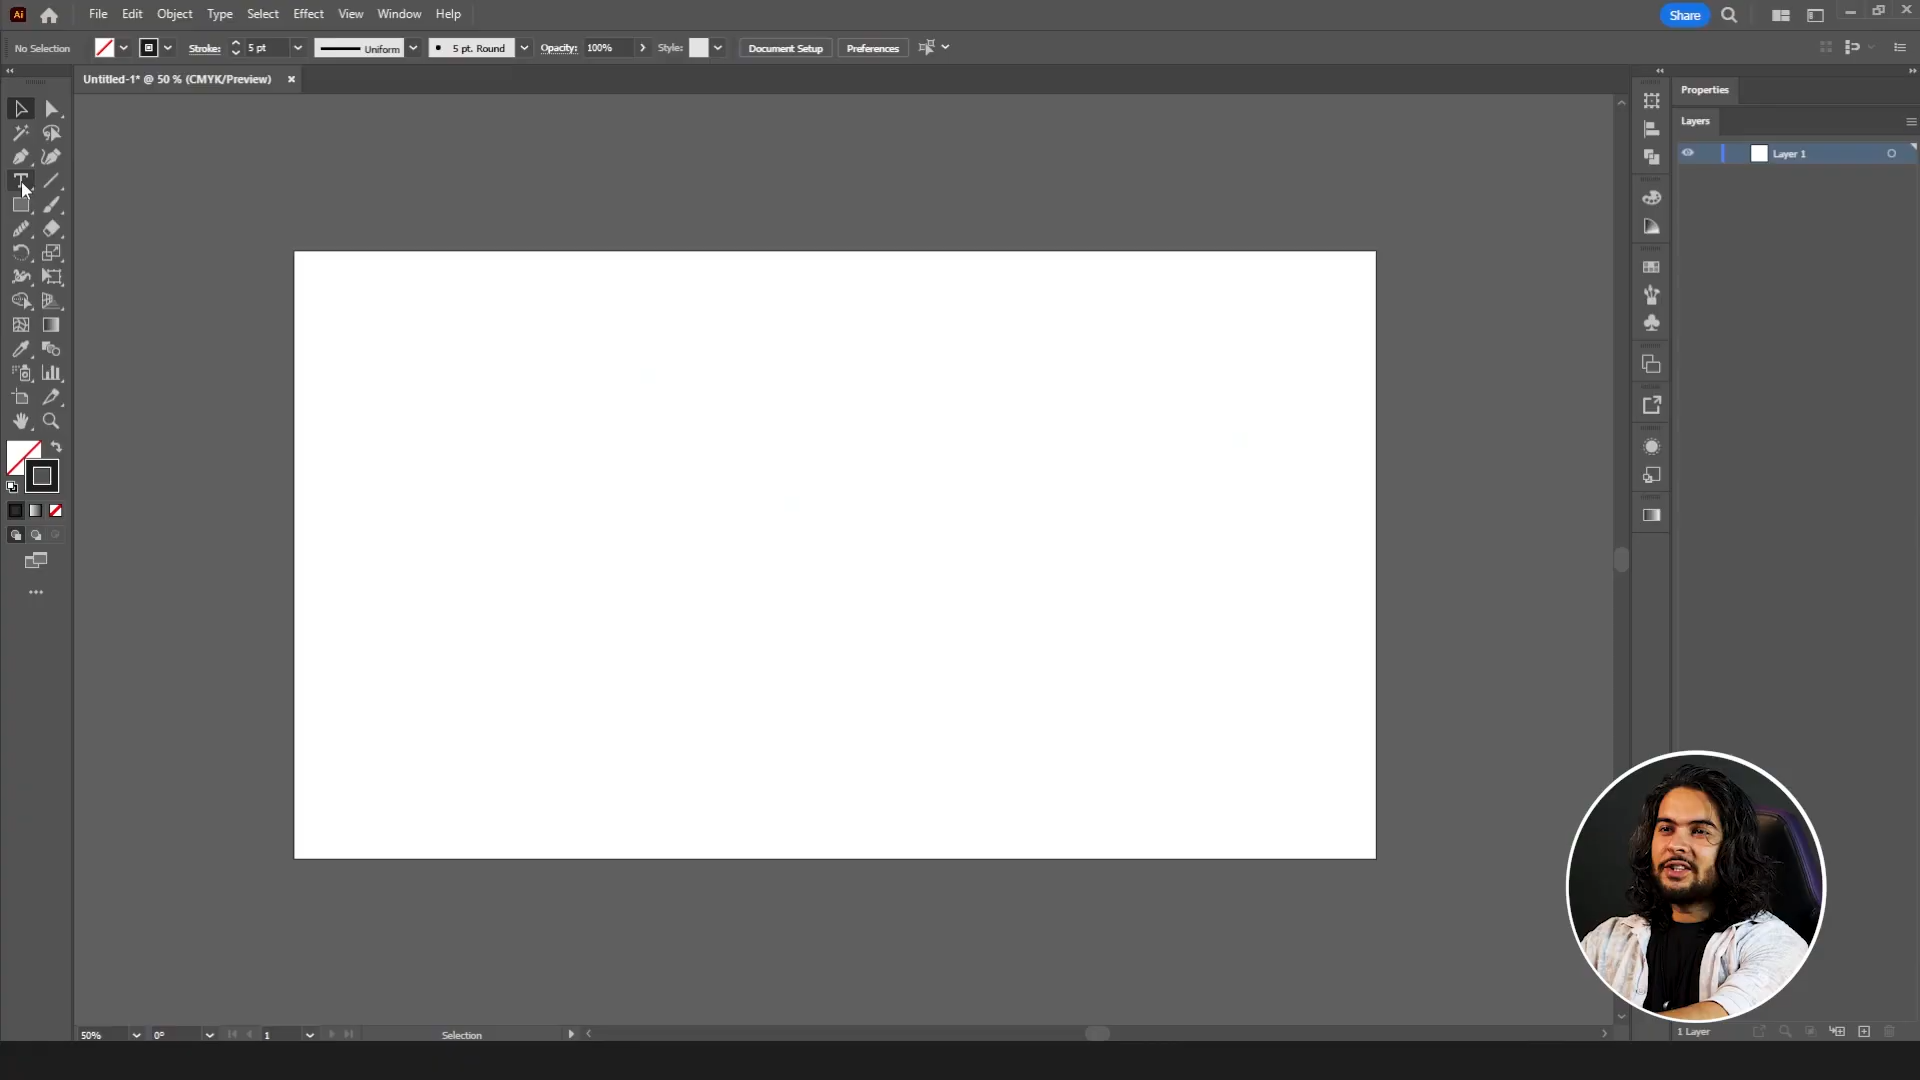 Ai File Edit Object Type Select Effect View Window Help Share
No Selection Stroke: 5 pt Uniform 5 pt. Round Opacity: 100% Style: Document Setup Preferences
Untitled-1* @ 50 % (CMYK/Preview) ×
Properties
Layers
Layer 1
50% 0° 1 Selection
1 Layer